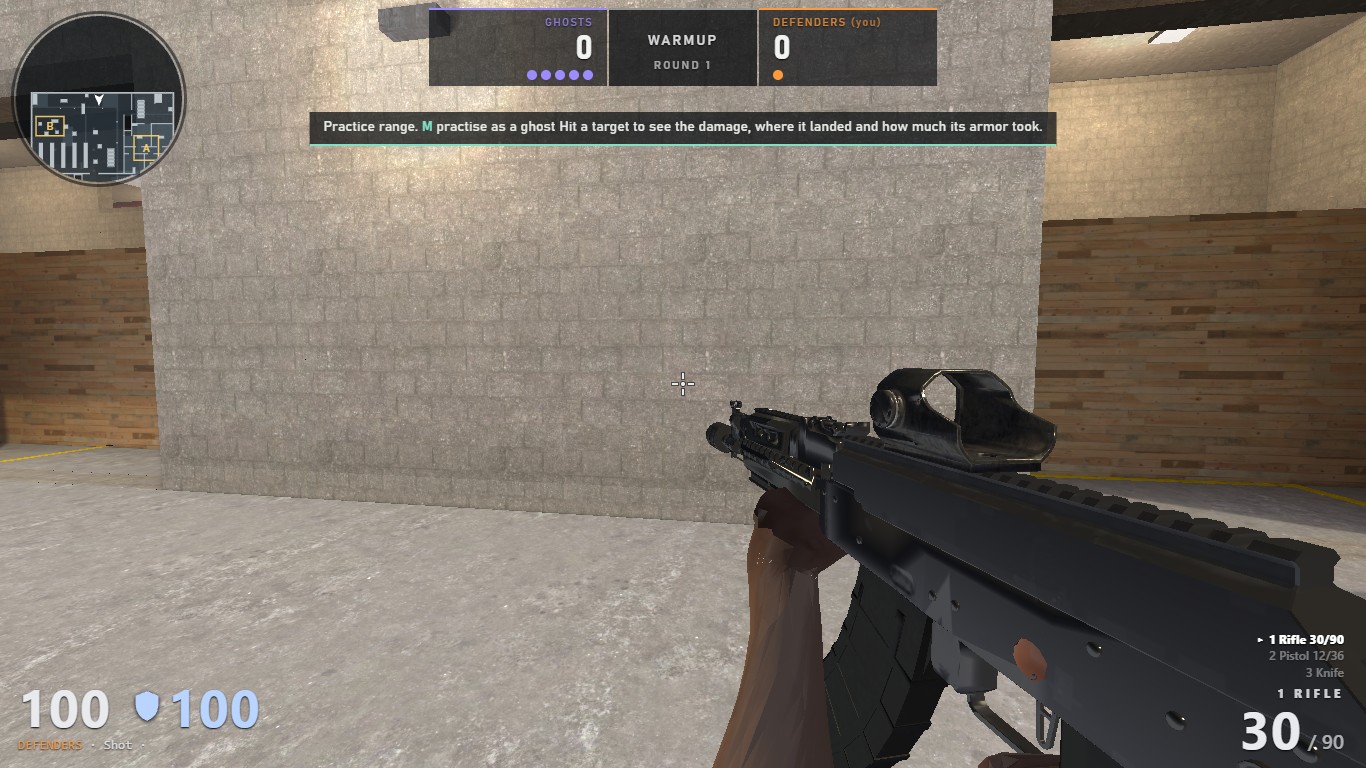 GHOSTS
0
WARMUP
ROUND 1
DEFENDERS (you)
0
B
A
Practice range. M practise as a ghost Hit a target to see the damage, where it landed and how much its armor took.
▸ 1 Rifle 30/90
2 Pistol 12/36
3 Knife
1 RIFLE
30 / 90
100 100
DEFENDERS · Shot ·